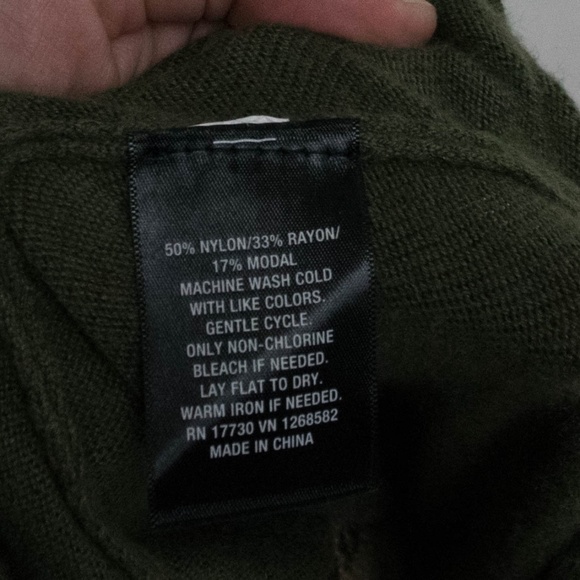 50% NYLON/33% RAYON/
17% MODAL
MACHINE WASH COLD
WITH LIKE COLORS.
GENTLE CYCLE.
ONLY NON-CHLORINE
BLEACH IF NEEDED.
LAY FLAT TO DRY.
WARM IRON IF NEEDED.
RN 17730 VN 1268582
MADE IN CHINA